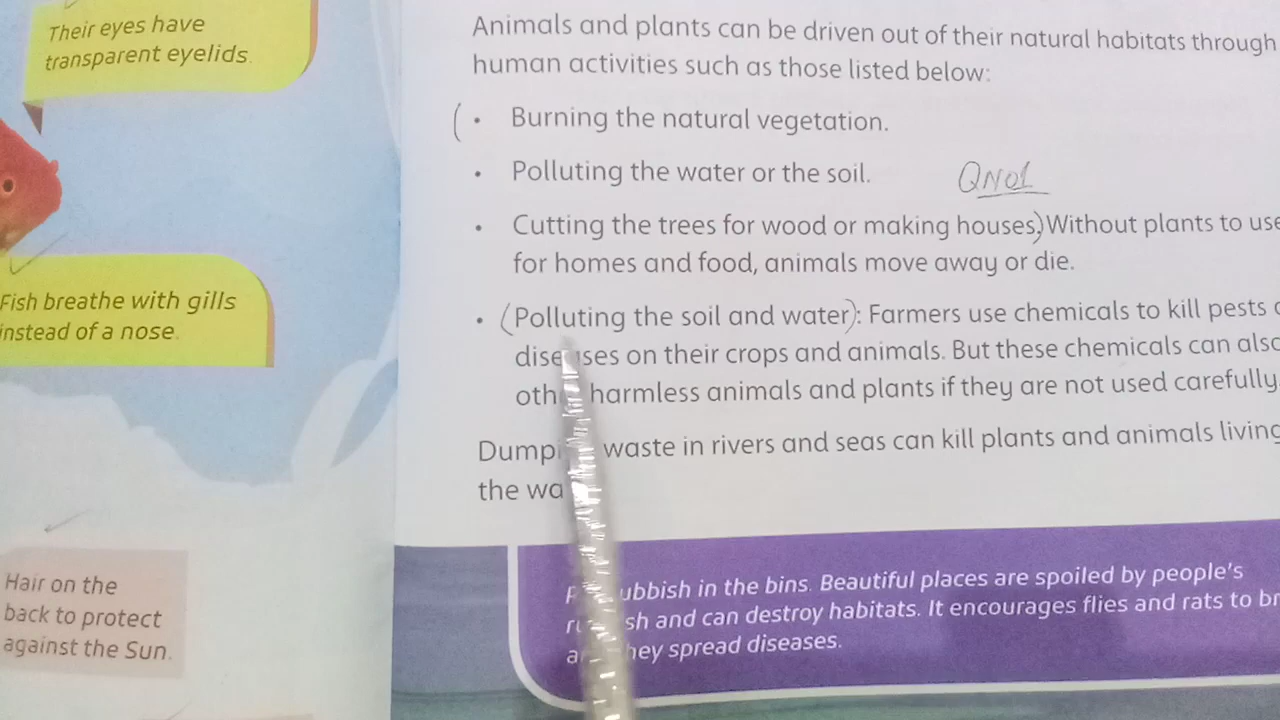 Their eyes have
transparent eyelids.
Fish breathe with gills
instead of a nose.
Hair on the
back to protect
against the Sun.
Animals and plants can be driven out of their natural habitats through
human activities such as those listed below:
( • Burning the natural vegetation.
• Polluting the water or the soil. QNo1
• Cutting the trees for wood or making houses.) Without plants to use
for homes and food, animals move away or die.
• (Polluting the soil and water): Farmers use chemicals to kill pests
on their crops and animals. But these chemicals can also
harmless animals and plants if they are not used carefully
waste in rivers and seas can kill plants and animals living
the
in the bins. Beautiful places are spoiled by people's
and can destroy habitats. It encourages flies and rats to
they spread diseases.